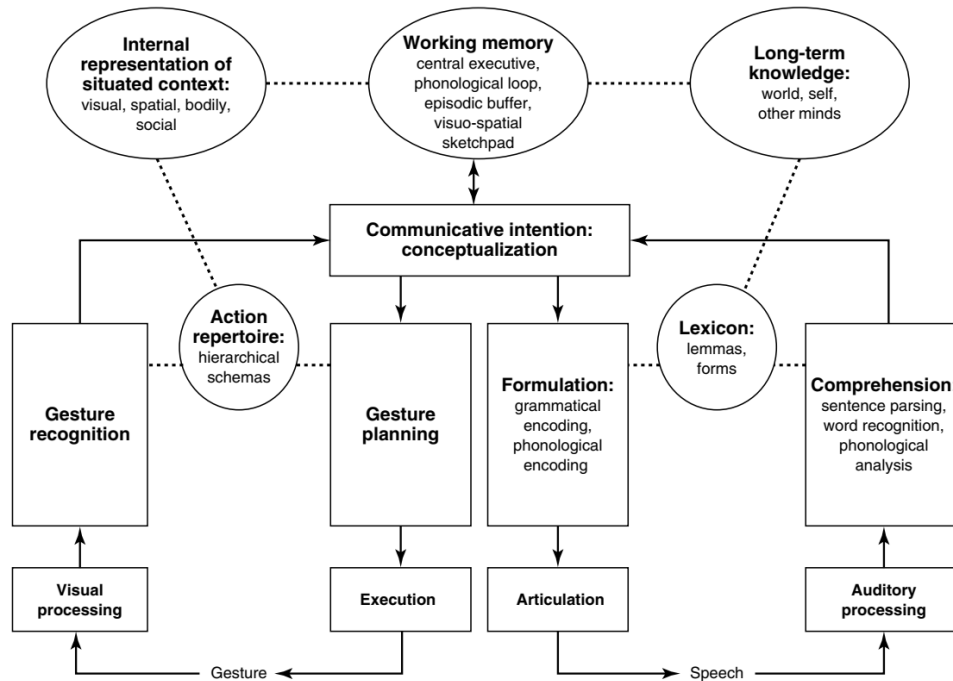 Internal
representation of
situated context:
visual, spatial, bodily,
social
Working memory
central executive,
phonological loop,
episodic buffer,
visuo-spatial
sketchpad
Long-term
knowledge:
world, self,
other minds
Communicative intention:
conceptualization
Action
repertoire:
hierarchical
schemas
Lexicon:
lemmas,
forms
Gesture
recognition
Gesture
planning
Formulation:
grammatical
encoding,
phonological
encoding
Comprehension:
sentence parsing,
word recognition,
phonological
analysis
Visual
processing
Execution
Articulation
Auditory
processing
Gesture
Speech